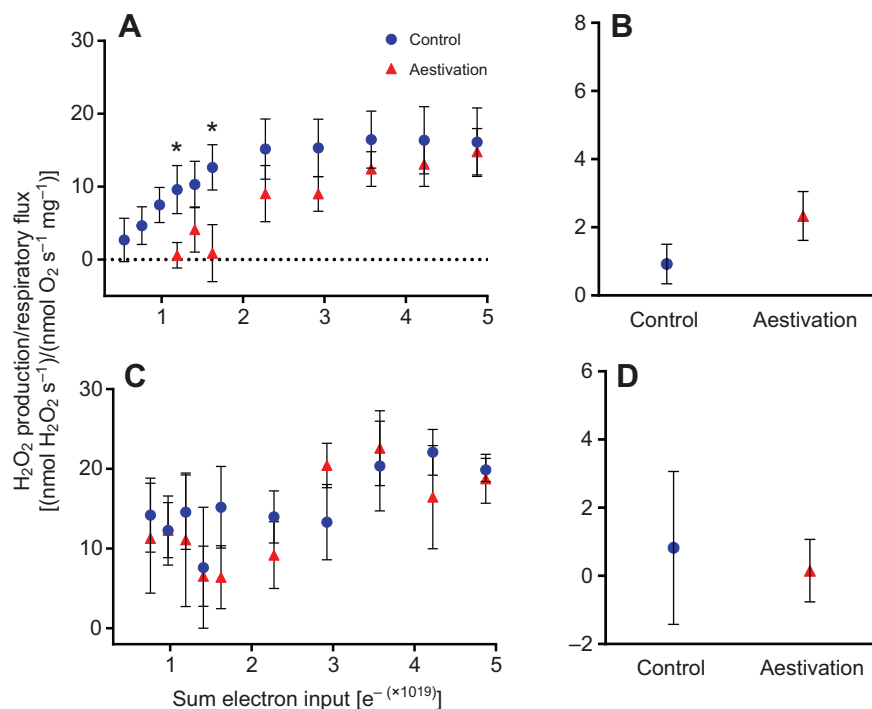 A
Control
Aestivation
30
20
10
0
1
2
3
4
5
*
*
B
8
6
4
2
0
Control
Aestivation
H₂O₂ production/respiratory flux
[(nmol H₂O₂ s⁻¹)/(nmol O₂ s⁻¹ mg⁻¹)]
C
30
20
10
0
1
2
3
4
5
Sum electron input [e⁻ ⁽ˣ¹⁰¹⁹⁾]
D
6
4
2
0
–2
Control
Aestivation